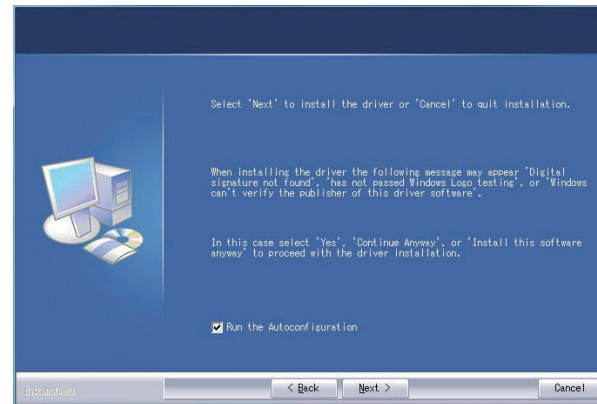 Select 'Next' to install the driver or 'Cancel' to quit installation.
When installing the driver the following message may appear 'Digital
signature not found', 'has not passed Windows Logo testing', or 'Windows
can't verify the publisher of this driver software'.
In this case select 'Yes', 'Continue Anyway', or 'Install this software
anyway' to proceed with the driver installation.
Run the Autoconfiguration
InstallShield
< Back Next > Cancel